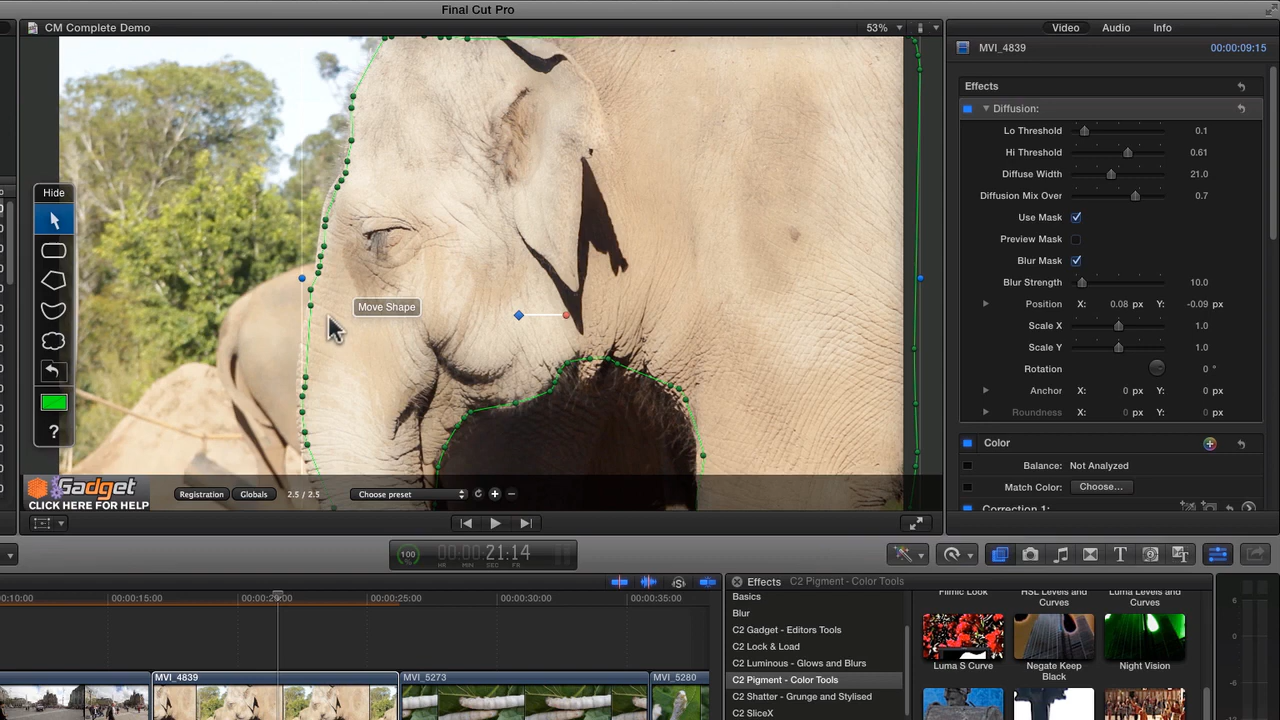 Final Cut Pro
CM Complete Demo
53%
Video Audio Info
MVI_4839 00:00:09:15
Effects
Diffusion:
Lo Threshold 0.1
Hi Threshold 0.61
Diffuse Width 21.0
Diffusion Mix Over 0.7
Use Mask
Preview Mask
Blur Mask
Blur Strength 10.0
Position X: 0.08 px Y: -0.09 px
Scale X 1.0
Scale Y 1.0
Rotation 0 °
Anchor X: 0 px Y: 0 px
Roundness X: 0 px Y: 0 px
Color
Balance: Not Analyzed
Match Color: Choose...
Correction 1:
Hide
?
Move Shape
Gadget
CLICK HERE FOR HELP
Registration Globals 2.5 / 2.5 Choose preset
100 00:00:21:14
HR MIN SEC FR
0:10:00 00:00:15:00 00:00:20:00 00:00:25:00 00:00:30:00 00:00:35:00
MVI_4839 MVI_5273 MVI_5280
Effects C2 Pigment - Color Tools
Basics
Blur
C2 Gadget - Editors Tools
C2 Lock & Load
C2 Luminous - Glows and Blurs
C2 Pigment - Color Tools
C2 Shatter - Grunge and Stylised
C2 SliceX
Filmic Look HSL Levels and Curves Luma Levels and Curves
Luma S Curve Negate Keep Black Night Vision
6
0
-6